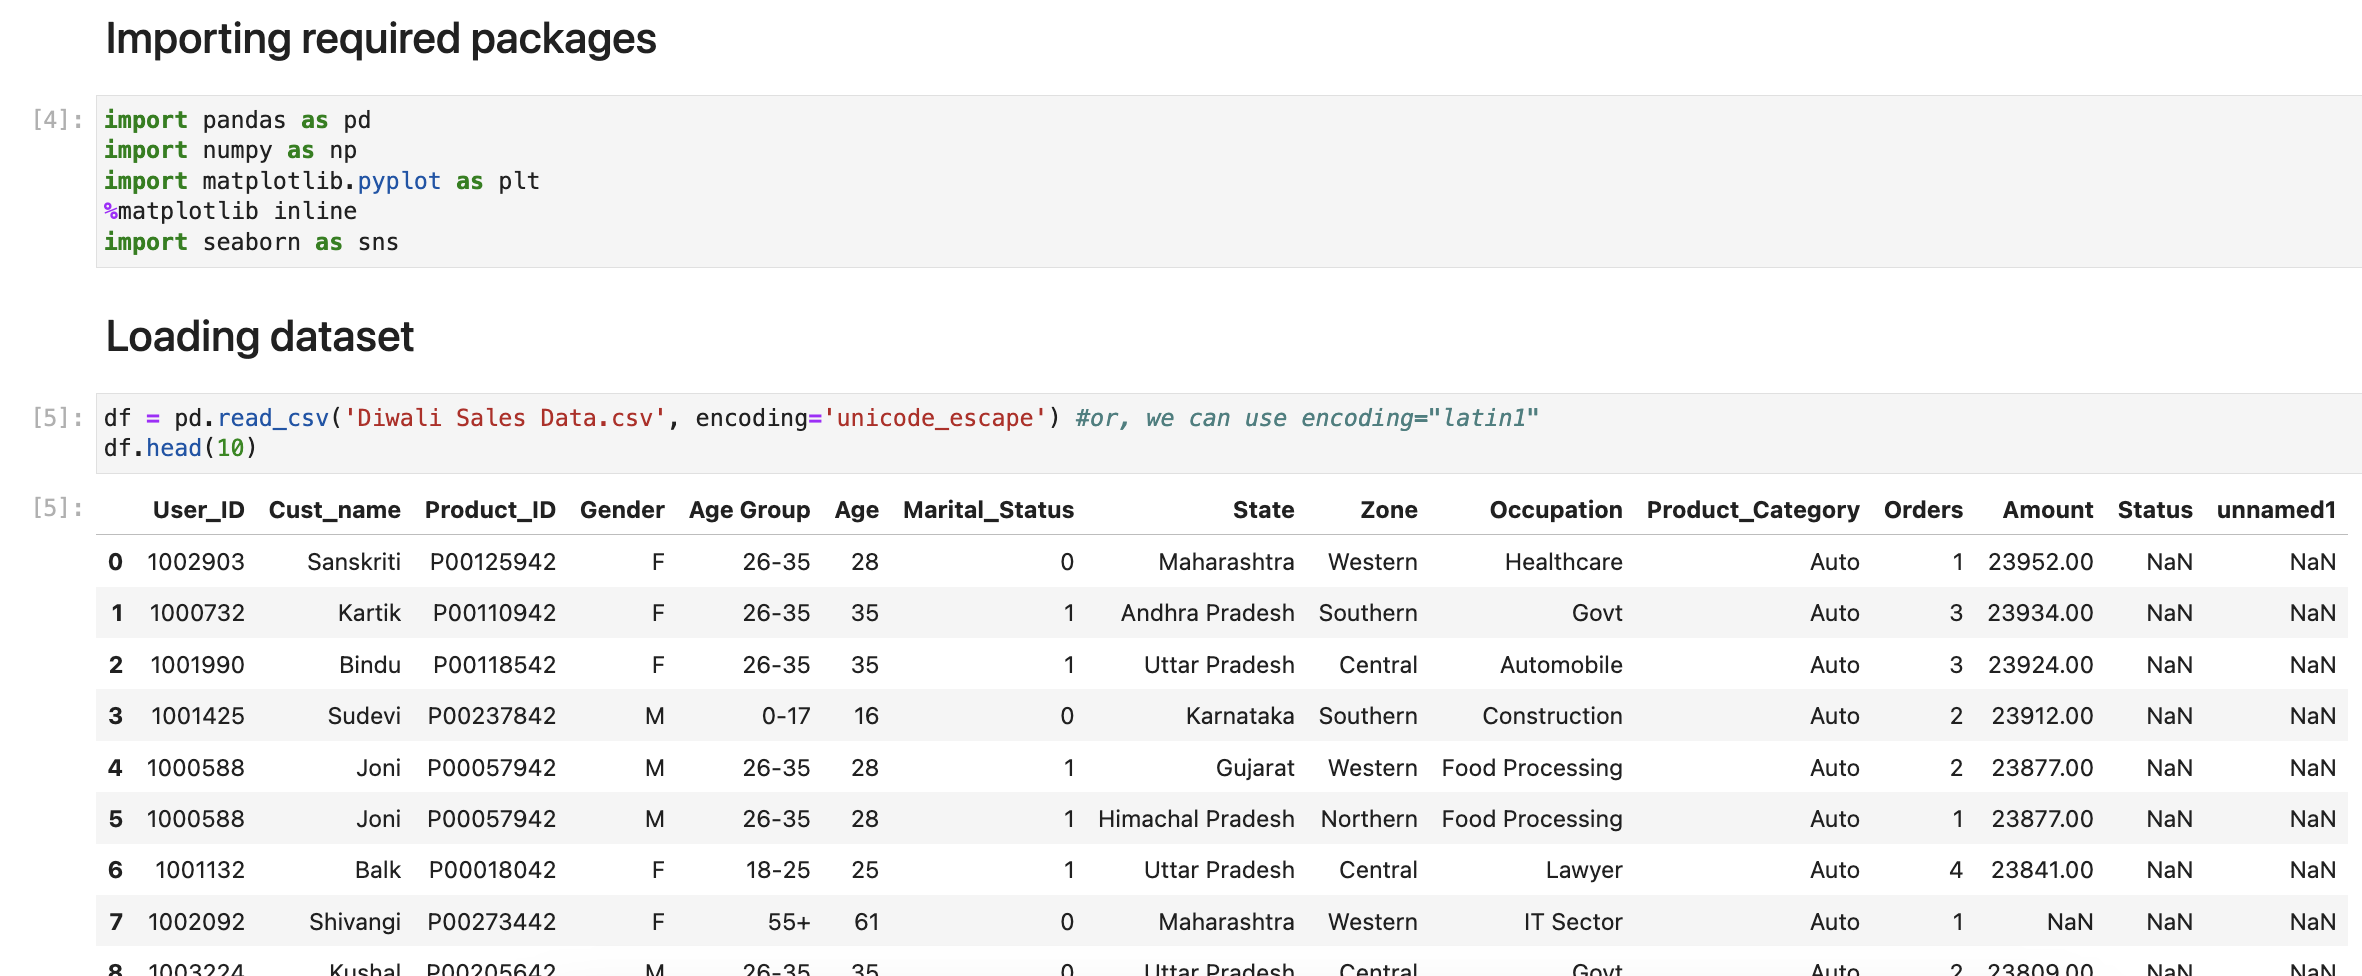 Importing required packages
[4]:
import pandas as pd
import numpy as np
import matplotlib.pyplot as plt
%matplotlib inline
import seaborn as sns
Loading dataset
[5]:
df = pd.read_csv('Diwali Sales Data.csv', encoding='unicode_escape') #or, we can use encoding="latin1"
df.head(10)
[5]:
User_ID Cust_name Product_ID Gender Age Group Age Marital_Status State Zone Occupation Product_Category Orders Amount Status unnamed1
0 1002903 Sanskriti P00125942 F 26-35 28 0 Maharashtra Western Healthcare Auto 1 23952.00 NaN NaN
1 1000732 Kartik P00110942 F 26-35 35 1 Andhra Pradesh Southern Govt Auto 3 23934.00 NaN NaN
2 1001990 Bindu P00118542 F 26-35 35 1 Uttar Pradesh Central Automobile Auto 3 23924.00 NaN NaN
3 1001425 Sudevi P00237842 M 0-17 16 0 Karnataka Southern Construction Auto 2 23912.00 NaN NaN
4 1000588 Joni P00057942 M 26-35 28 1 Gujarat Western Food Processing Auto 2 23877.00 NaN NaN
5 1000588 Joni P00057942 M 26-35 28 1 Himachal Pradesh Northern Food Processing Auto 1 23877.00 NaN NaN
6 1001132 Balk P00018042 F 18-25 25 1 Uttar Pradesh Central Lawyer Auto 4 23841.00 NaN NaN
7 1002092 Shivangi P00273442 F 55+ 61 0 Maharashtra Western IT Sector Auto 1 NaN NaN NaN
8 1003224 Kushal P00205642 M 26-35 35 0 Uttar Pradesh Central Govt Auto 2 23809.00 NaN NaN